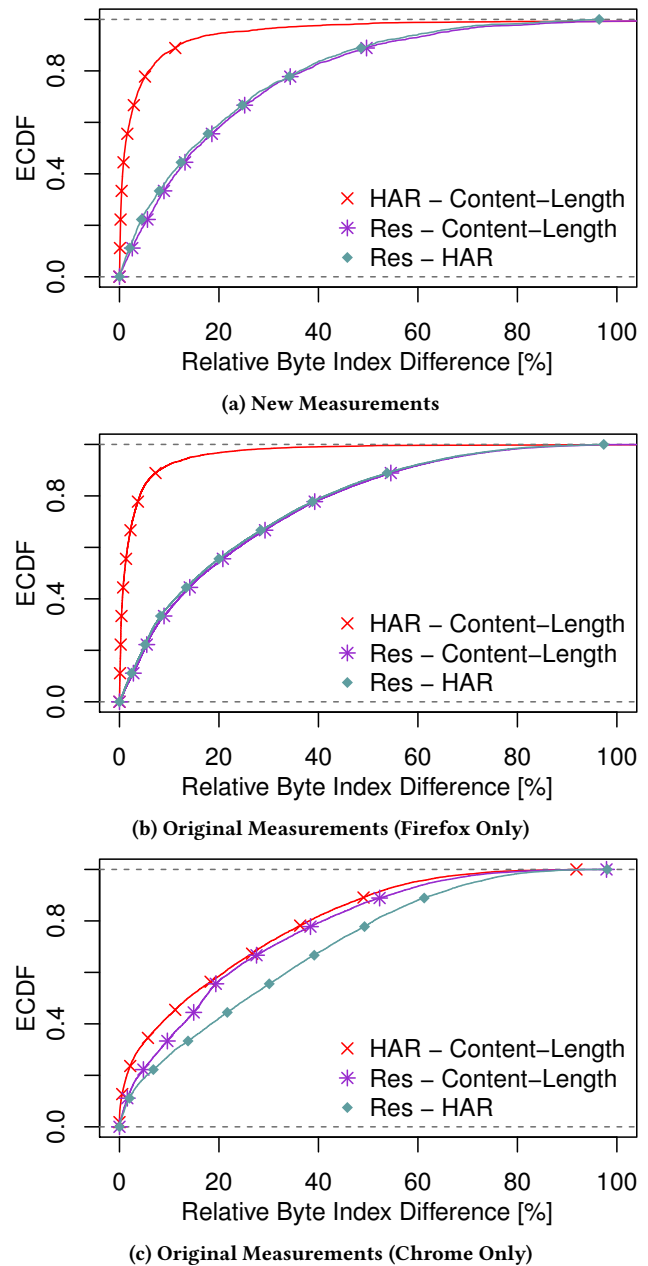 0.8
0.4
0.0
ECDF
HAR − Content−Length
Res − Content−Length
Res − HAR
0 20 40 60 80 100
Relative Byte Index Difference [%]
(a) New Measurements
0.8
0.4
0.0
ECDF
HAR − Content−Length
Res − Content−Length
Res − HAR
0 20 40 60 80 100
Relative Byte Index Difference [%]
(b) Original Measurements (Firefox Only)
0.8
0.4
0.0
ECDF
HAR − Content−Length
Res − Content−Length
Res − HAR
0 20 40 60 80 100
Relative Byte Index Difference [%]
(c) Original Measurements (Chrome Only)